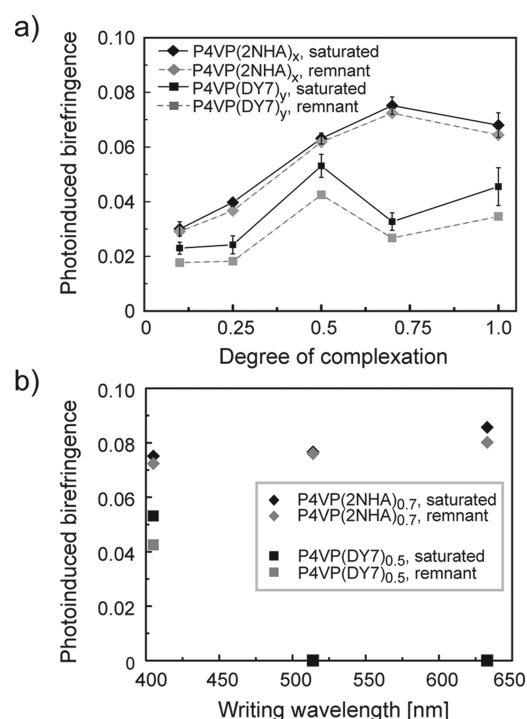 a)
0.10
0.08
0.06
0.04
0.02
0
Photoinduced birefringence
P4VP(2NHA)x, saturated
P4VP(2NHA)x, remnant
P4VP(DY7)y, saturated
P4VP(DY7)y, remnant
0 0.25 0.5 0.75 1.0
Degree of complexation
b)
0.10
0.08
0.06
0.04
0.02
0
Photoinduced birefringence
P4VP(2NHA)0.7, saturated
P4VP(2NHA)0.7, remnant
P4VP(DY7)0.5, saturated
P4VP(DY7)0.5, remnant
400 450 500 550 600 650
Writing wavelength [nm]